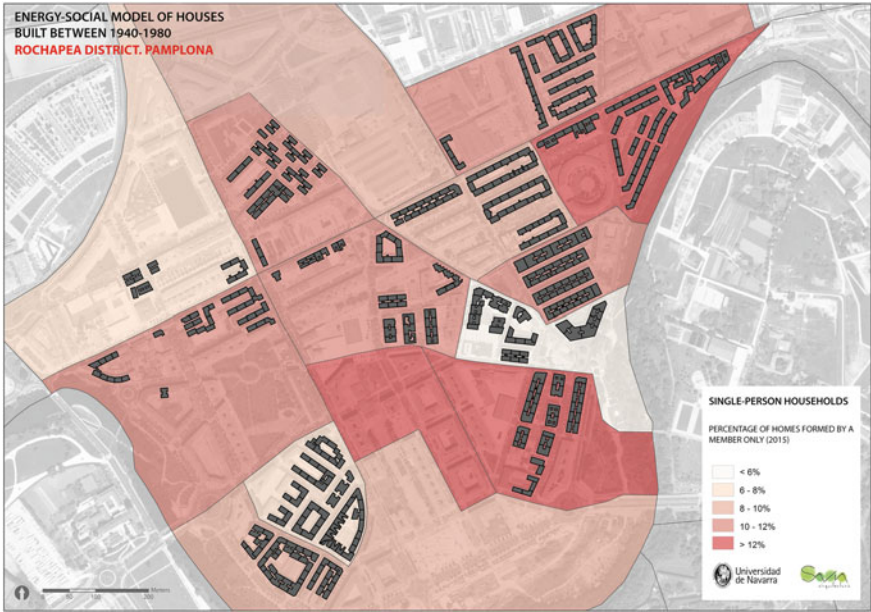 ENERGY-SOCIAL MODEL OF HOUSES
BUILT BETWEEN 1940-1980
ROCHAPEA DISTRICT. PAMPLONA
SINGLE-PERSON HOUSEHOLDS
PERCENTAGE OF HOMES FORMED BY A
MEMBER ONLY (2015)
< 6%
6 - 8%
8 - 10%
10 - 12%
> 12%
Universidad
de Navarra
Meters